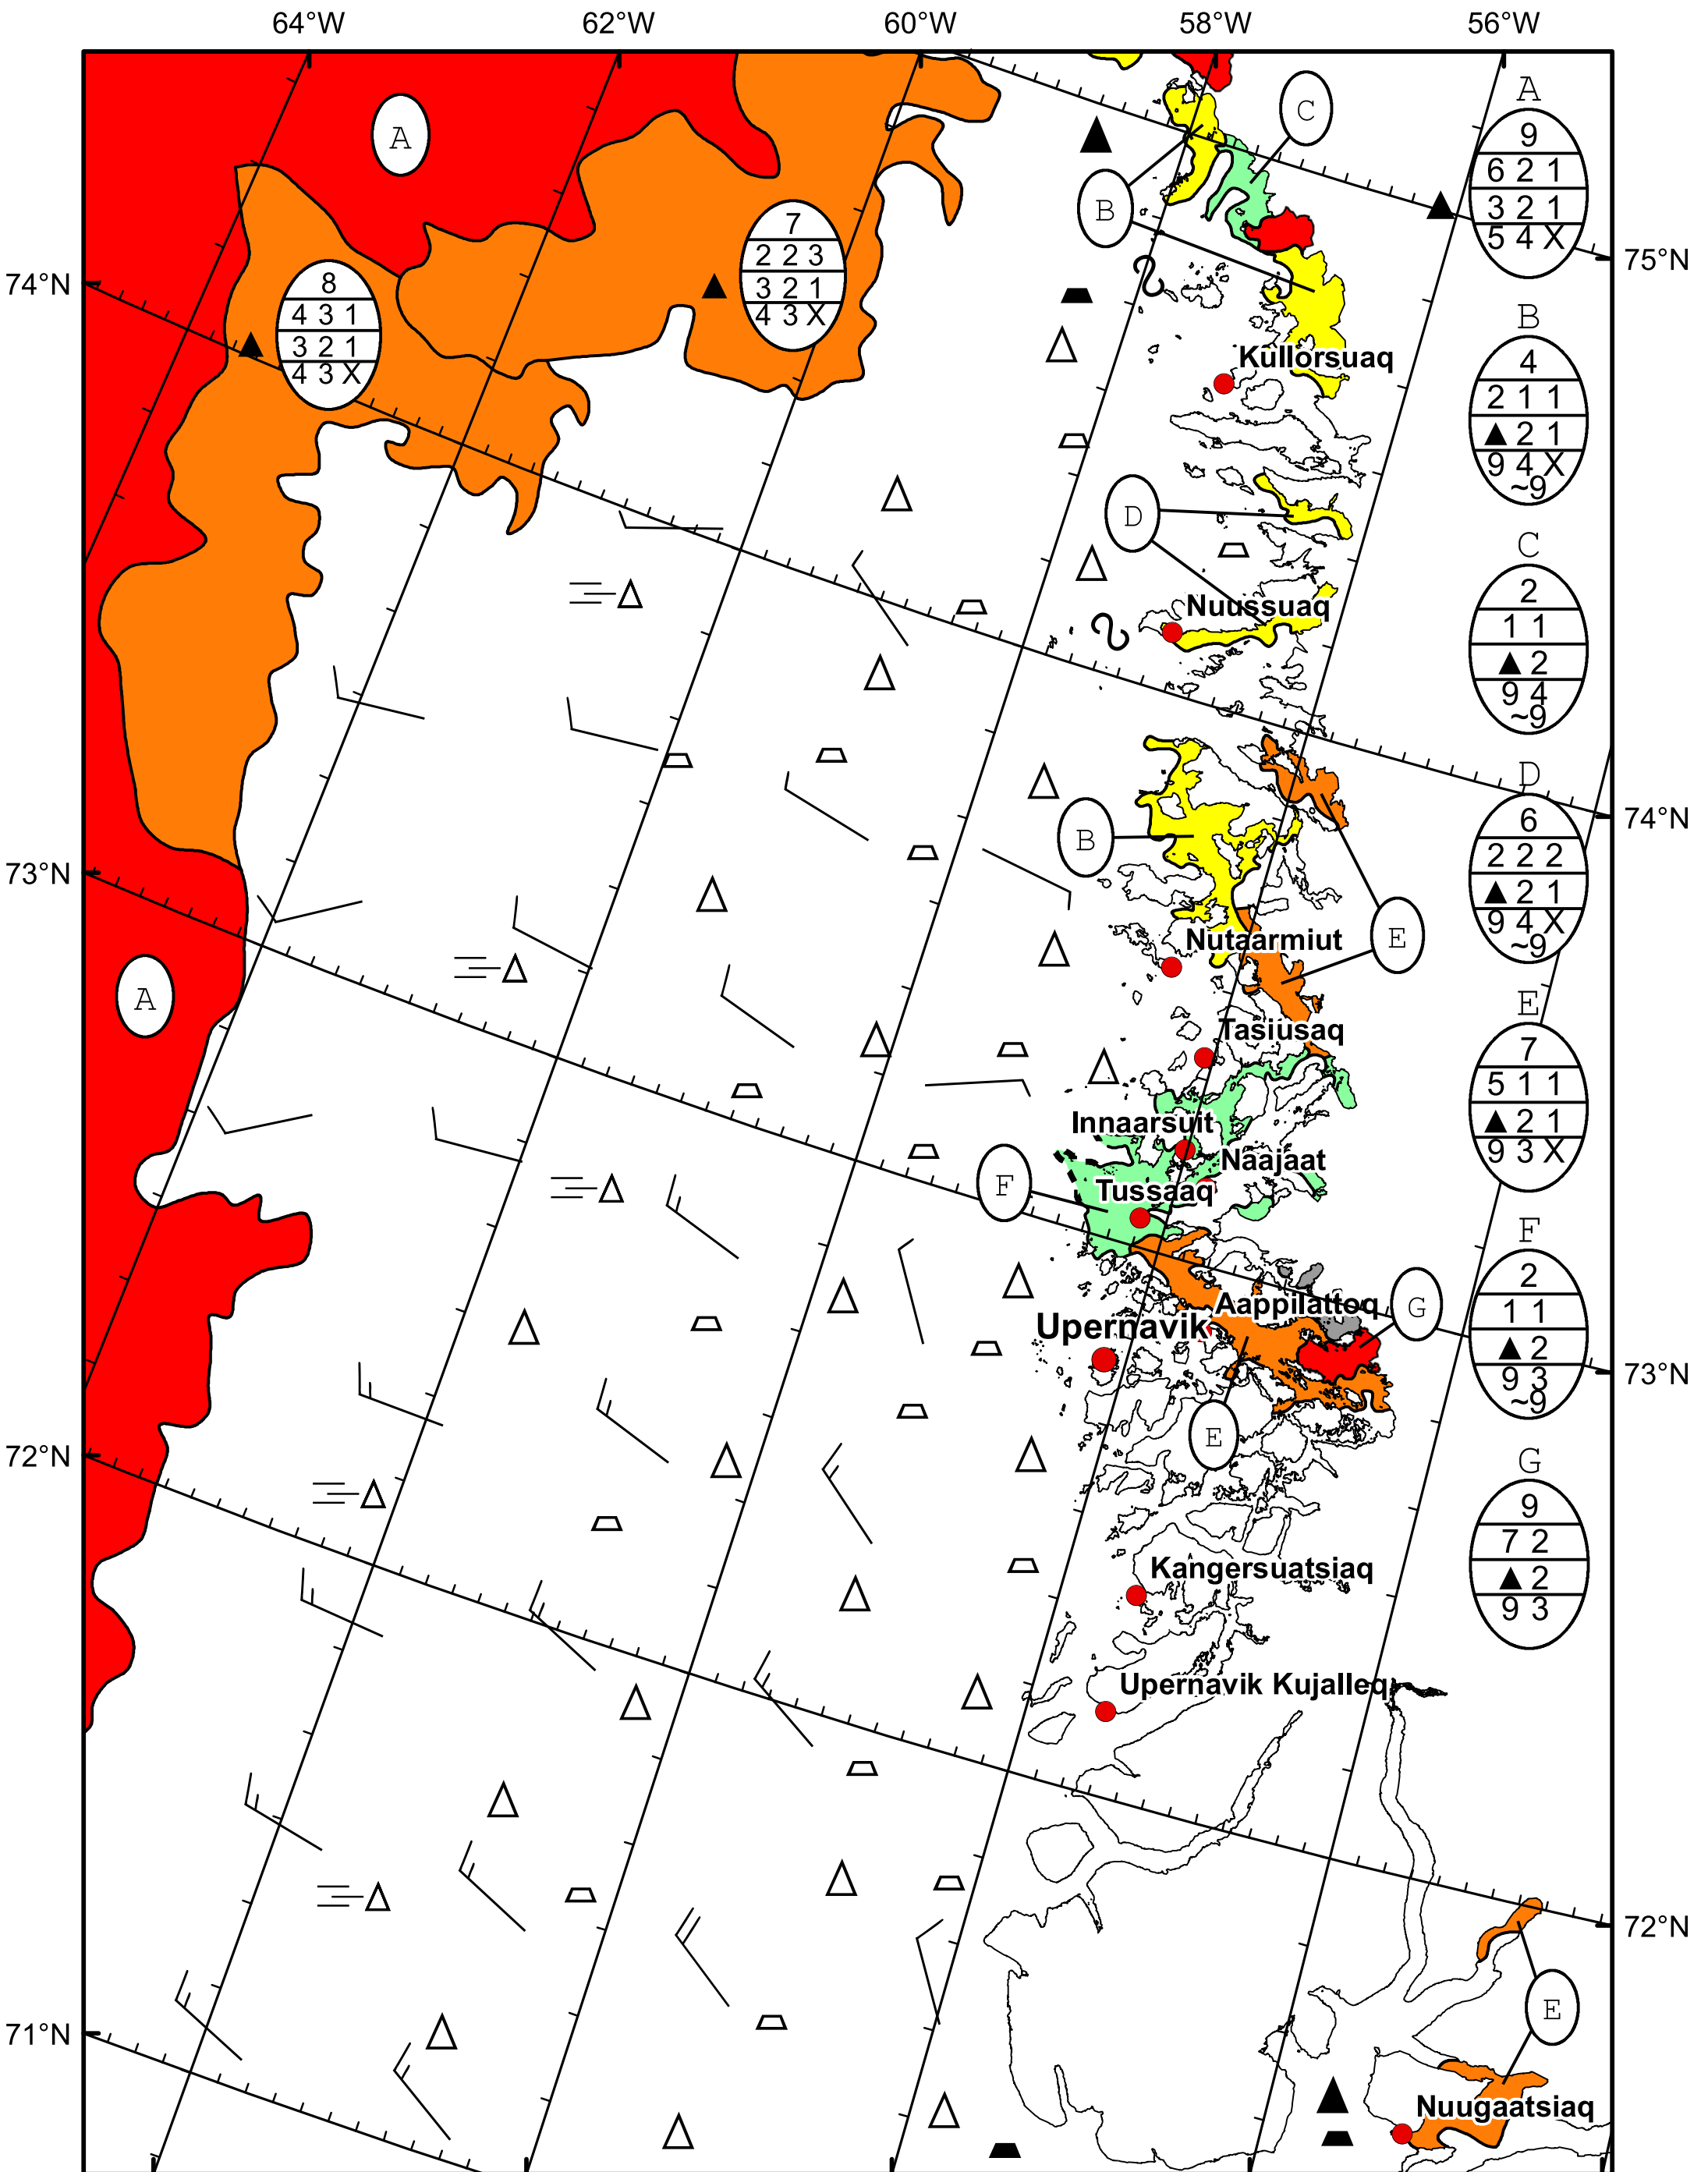 64°W 62°W 60°W 58°W 56°W
A
9
6 2 1
3 2 1
5 4 X
A
C
B
7
2 2 3
3 2 1
4 3 X
8
4 3 1
3 2 1
4 3 X
74°N
75°N
B
4
2 1 1
▲ 2 1
9 4 X
~9
Kullorsuaq
D
C
2
1 1
▲ 2
9 4
~9
Nuussuaq
D
6
2 2 2
▲ 2 1
9 4 X
~9
74°N
B
73°N
E
Nutaarmiut
A
E
7
5 1 1
▲ 2 1
9 3 X
Tasiusaq
Innaarsuit
Naajaat
F
Tussaaq
F
2
1 1
▲ 2
9 3
~9
Aappilattoq
G
Upernavik
73°N
E
72°N
G
9
7 2
▲ 2
9 3
Kangersuatsiaq
Upernavik Kujalleq
72°N
E
71°N
Nuugaatsiaq